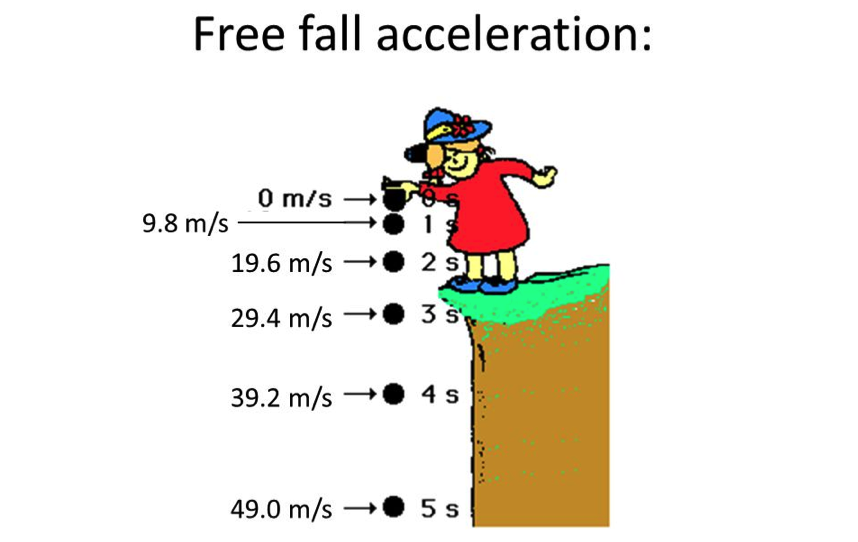 Free fall acceleration:
0 m/s 0 s
9.8 m/s 1 s
19.6 m/s 2 s
29.4 m/s 3 s
39.2 m/s 4 s
49.0 m/s 5 s